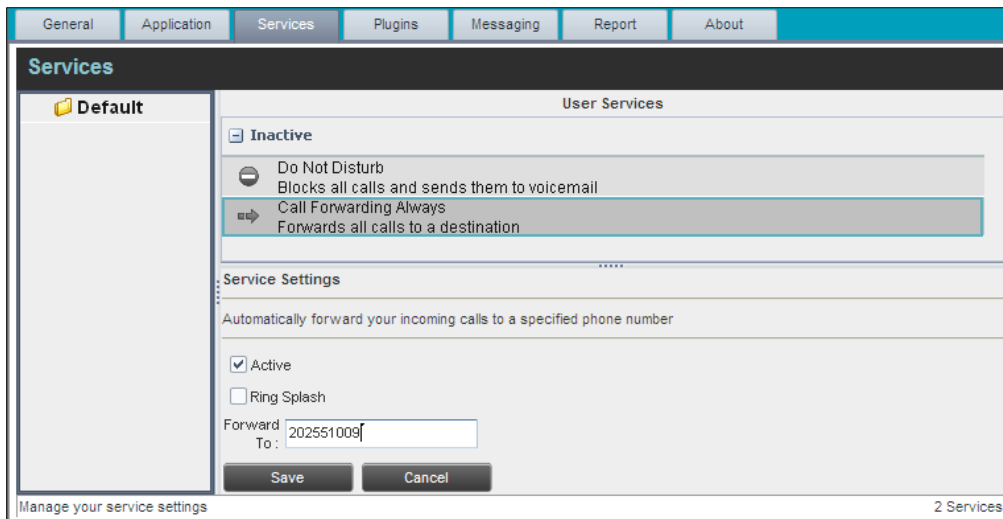 General Application Services Plugins Messaging Report About
Services
Default
User Services
Inactive
Do Not Disturb
Blocks all calls and sends them to voicemail
Call Forwarding Always
Forwards all calls to a destination
Service Settings
Automatically forward your incoming calls to a specified phone number
Active
Ring Splash
Forward
To : 202551009
Save Cancel
Manage your service settings 2 Services